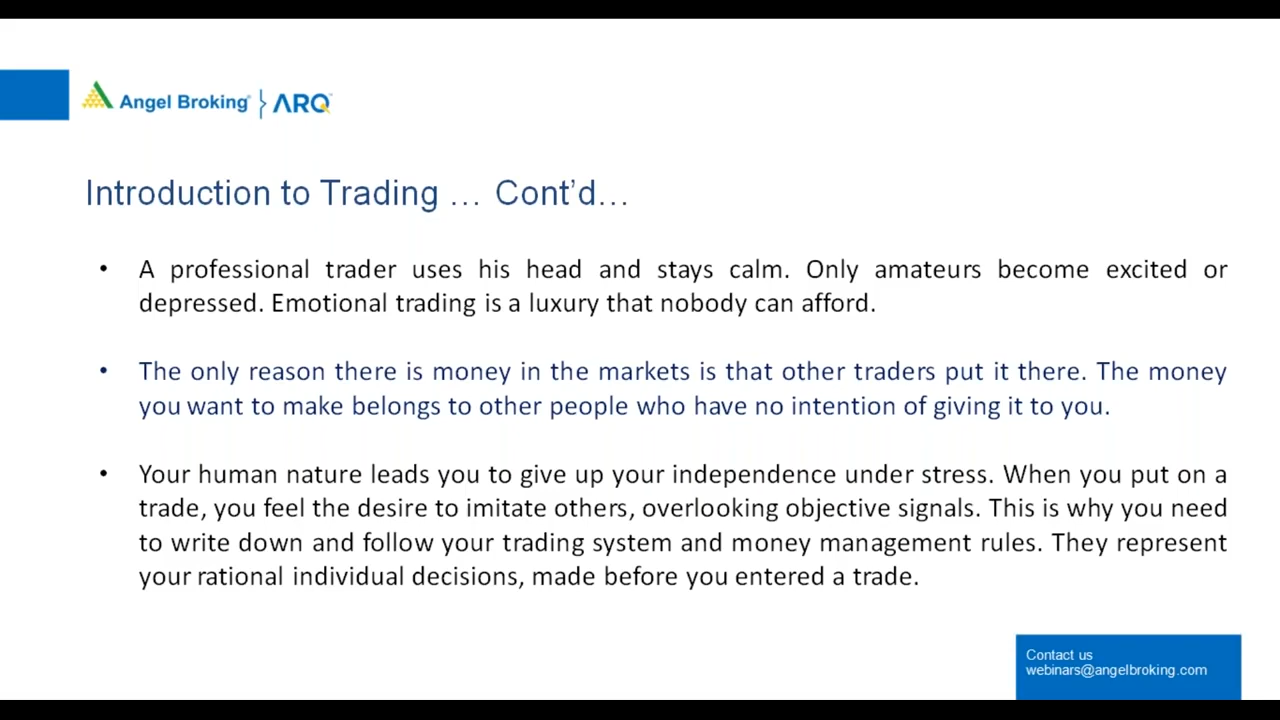 Angel Broking ARQ
Introduction to Trading … Cont’d…
• A professional trader uses his head and stays calm. Only amateurs become excited or
depressed. Emotional trading is a luxury that nobody can afford.
• The only reason there is money in the markets is that other traders put it there. The money
you want to make belongs to other people who have no intention of giving it to you.
• Your human nature leads you to give up your independence under stress. When you put on a
trade, you feel the desire to imitate others, overlooking objective signals. This is why you need
to write down and follow your trading system and money management rules. They represent
your rational individual decisions, made before you entered a trade.
Contact us
webinars@angelbroking.com